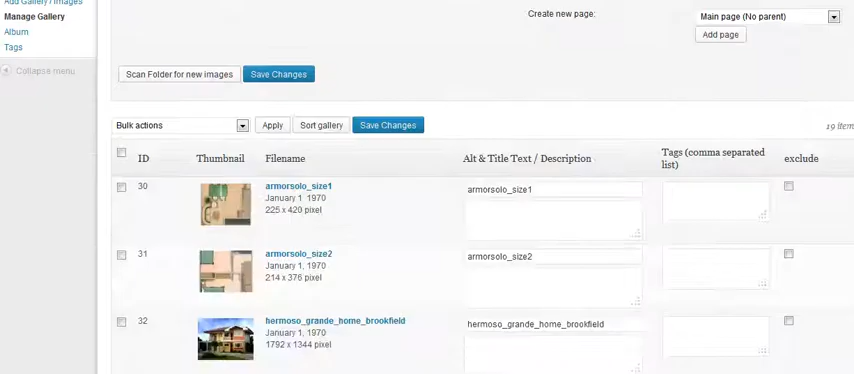 Add Gallery / Images
Manage Gallery
Album
Tags
Collapse menu
Create new page:
Main page (No parent)
Add page
Scan Folder for new images
Save Changes
Bulk actions
Apply
Sort gallery
Save Changes
19 item
ID
Thumbnail
Filename
Alt & Title Text / Description
Tags (comma separated
list)
exclude
30
armorsolo_size1
January 1 1970
225 x 420 pixel
armorsolo_size1
31
armorsolo_size2
January 1, 1970
214 x 376 pixel
armorsolo_size2
32
hermoso_grande_home_brookfield
January 1, 1970
1792 x 1344 pixel
hermoso_grande_home_brookfield